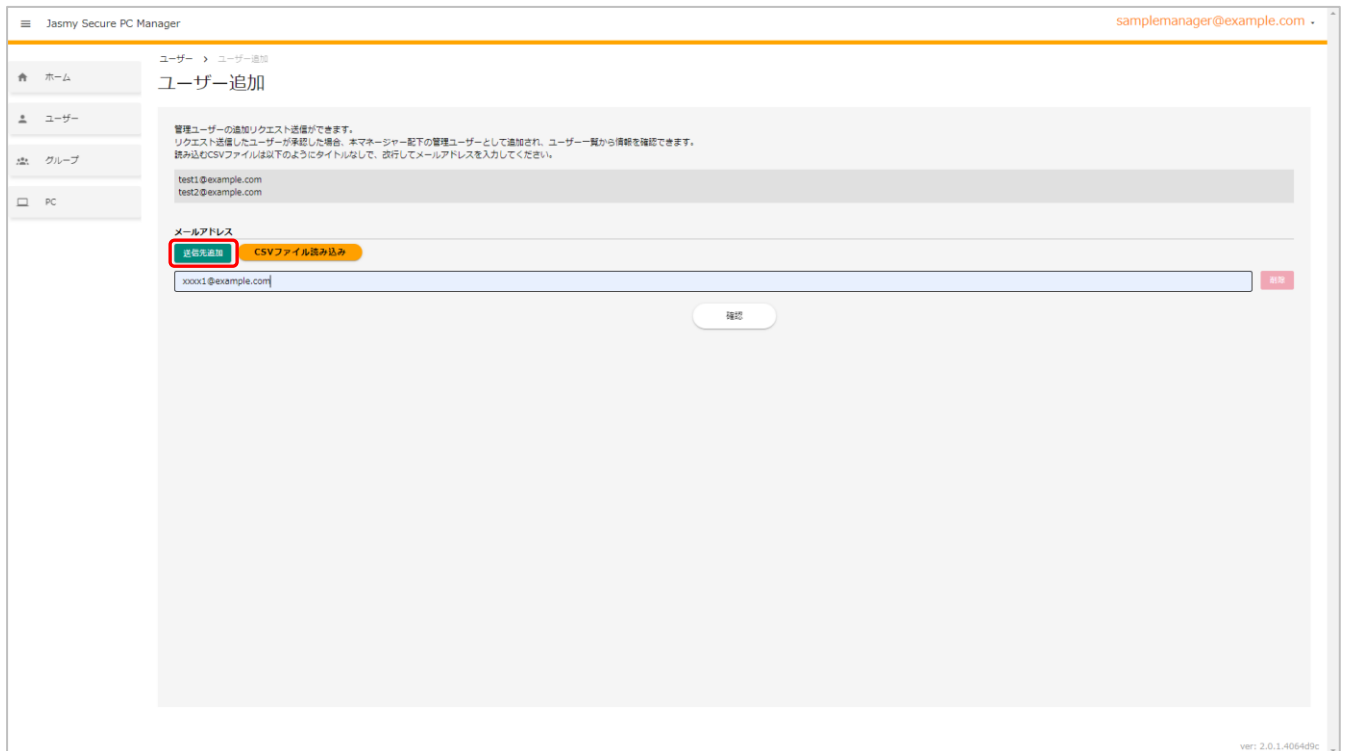 Jasmy Secure PC Manager
samplemanager@example.com
ホーム
ユーザー
グループ
PC
ユーザー > ユーザー追加
ユーザー追加
管理ユーザーの追加リクエスト送信ができます。
リクエスト送信したユーザーが承認した場合、本マネージャー配下の管理ユーザーとして追加され、ユーザー一覧から情報を確認できます。
読み込むCSVファイルは以下のようにタイトルなしで、改行してメールアドレスを入力してください。
test1@example.com
test2@example.com
メールアドレス
送信先追加 CSVファイル読み込み
xxxx1@example.com 削除
確認
ver: 2.0.1.4064d9c